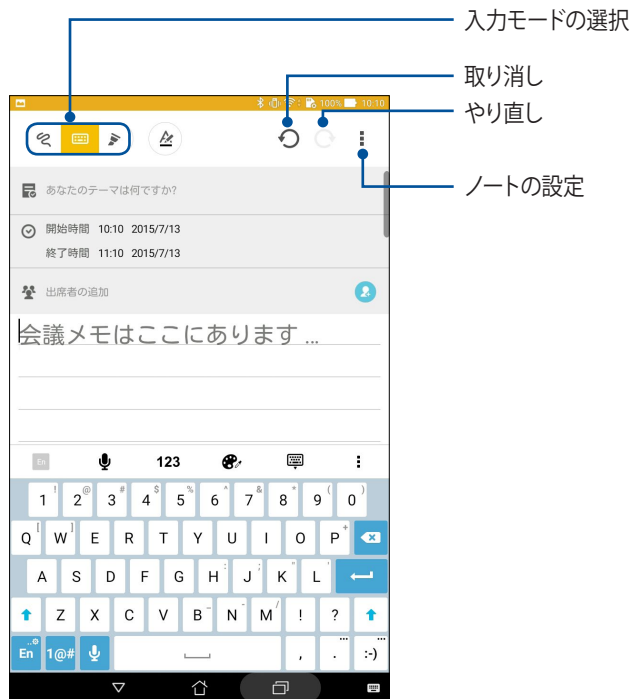 入力モードの選択
取り消し
やり直し
ノートの設定
100% 10:10
あなたのテーマは何ですか?
開始時間 10:10 2015/7/13
終了時間 11:10 2015/7/13
出席者の追加
会議メモはここにあります ...
En 123
1 ! 2 @ 3 # 4 $ 5 % 6 ^ 7 & 8 * 9 ( 0 )
Q [ W ] E R T Y U I O P +
A S D F G H : J ; K " L '
Z X C V B - N - M / ! ?
En 1@# , . ... :-) ...